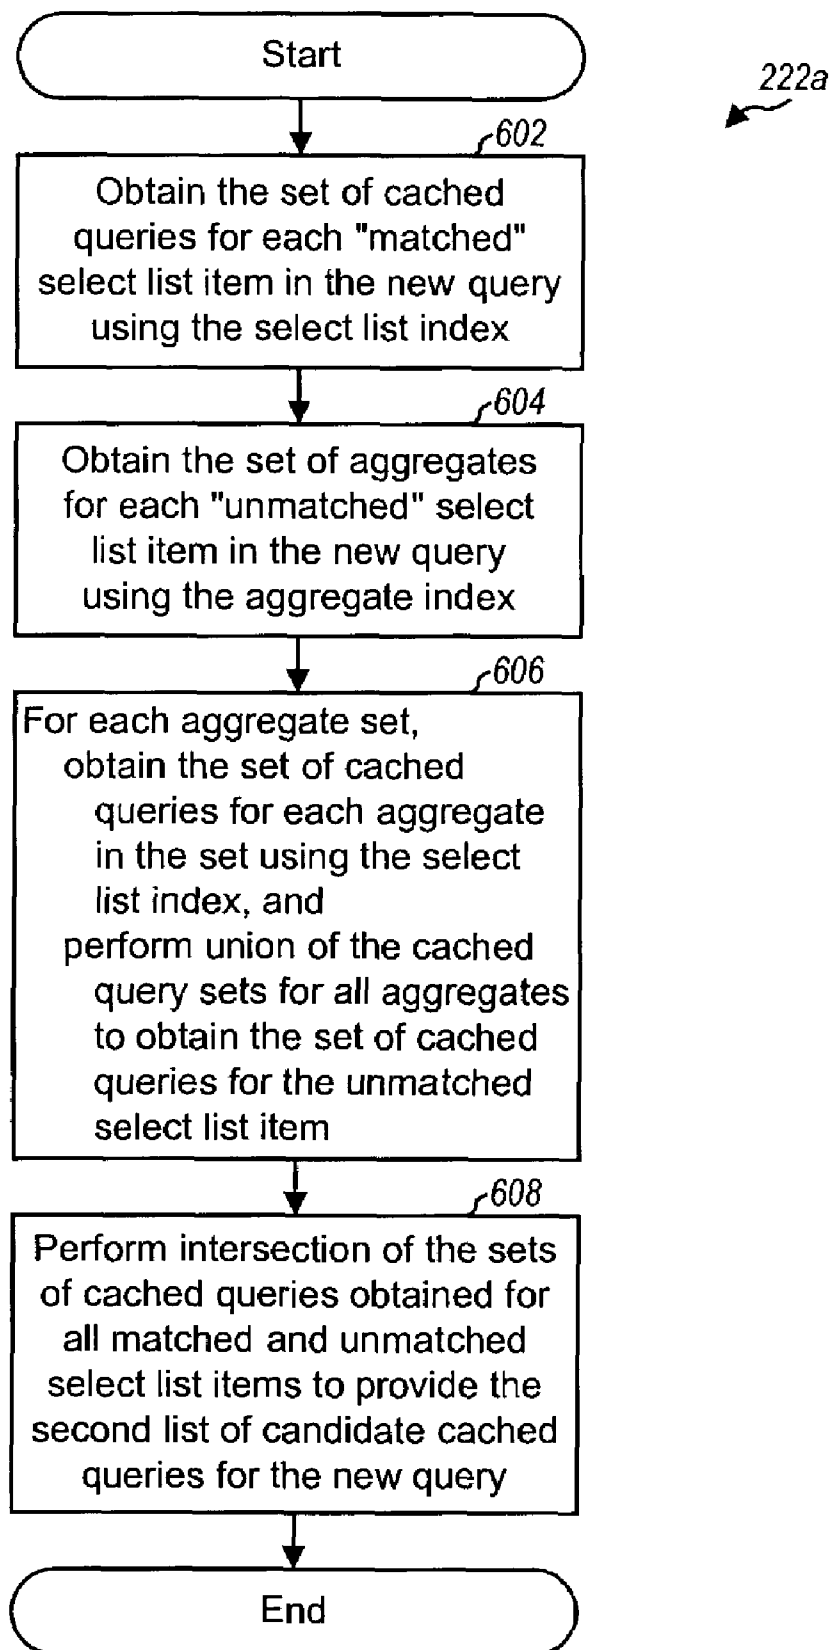 Start
222a
602
Obtain the set of cached
queries for each "matched"
select list item in the new query
using the select list index
604
Obtain the set of aggregates
for each "unmatched" select
list item in the new query
using the aggregate index
606
For each aggregate set,
obtain the set of cached
queries for each aggregate
in the set using the select
list index, and
perform union of the cached
query sets for all aggregates
to obtain the set of cached
queries for the unmatched
select list item
608
Perform intersection of the sets
of cached queries obtained for
all matched and unmatched
select list items to provide the
second list of candidate cached
queries for the new query
End